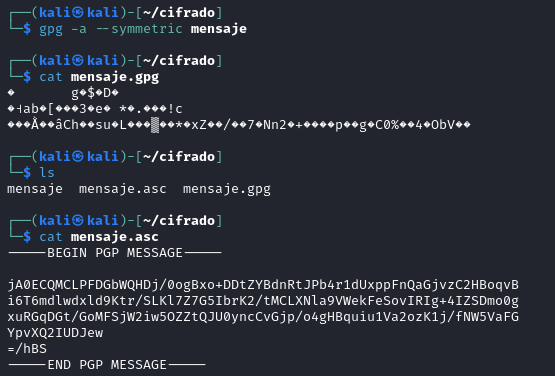 ┌──(kali㉿kali)-[~/cifrado]
└─$ gpg -a --symmetric mensaje
┌──(kali㉿kali)-[~/cifrado]
└─$ cat mensaje.gpg
� g�$�D�
�⊣ab�[���3�e� *�.���!c
���Å��âCh��su�L���▒��*�xZ��/��7�Nn2�+����p��g�C0%��4�ObV��
┌──(kali㉿kali)-[~/cifrado]
└─$ ls
mensaje mensaje.asc mensaje.gpg
┌──(kali㉿kali)-[~/cifrado]
└─$ cat mensaje.asc
-----BEGIN PGP MESSAGE-----
jA0ECQMCLPFDGbWQHDj/0ogBxo+DDtZYBdnRtJPb4r1dUxppFnQaGjvzC2HBoqvB
i6T6mdlwdxld9Ktr/SLKl7Z7G5IbrK2/tMCLXNla9VWekFeSovIRIg+4IZSDmo0g
xuRGqDGt/GoMFSjW2iw5OZZtQJU0yncCvGjp/o4gHBquiu1Va2ozK1j/fNW5VaFG
YpvXQ2IUDJew
=/hBS
-----END PGP MESSAGE-----